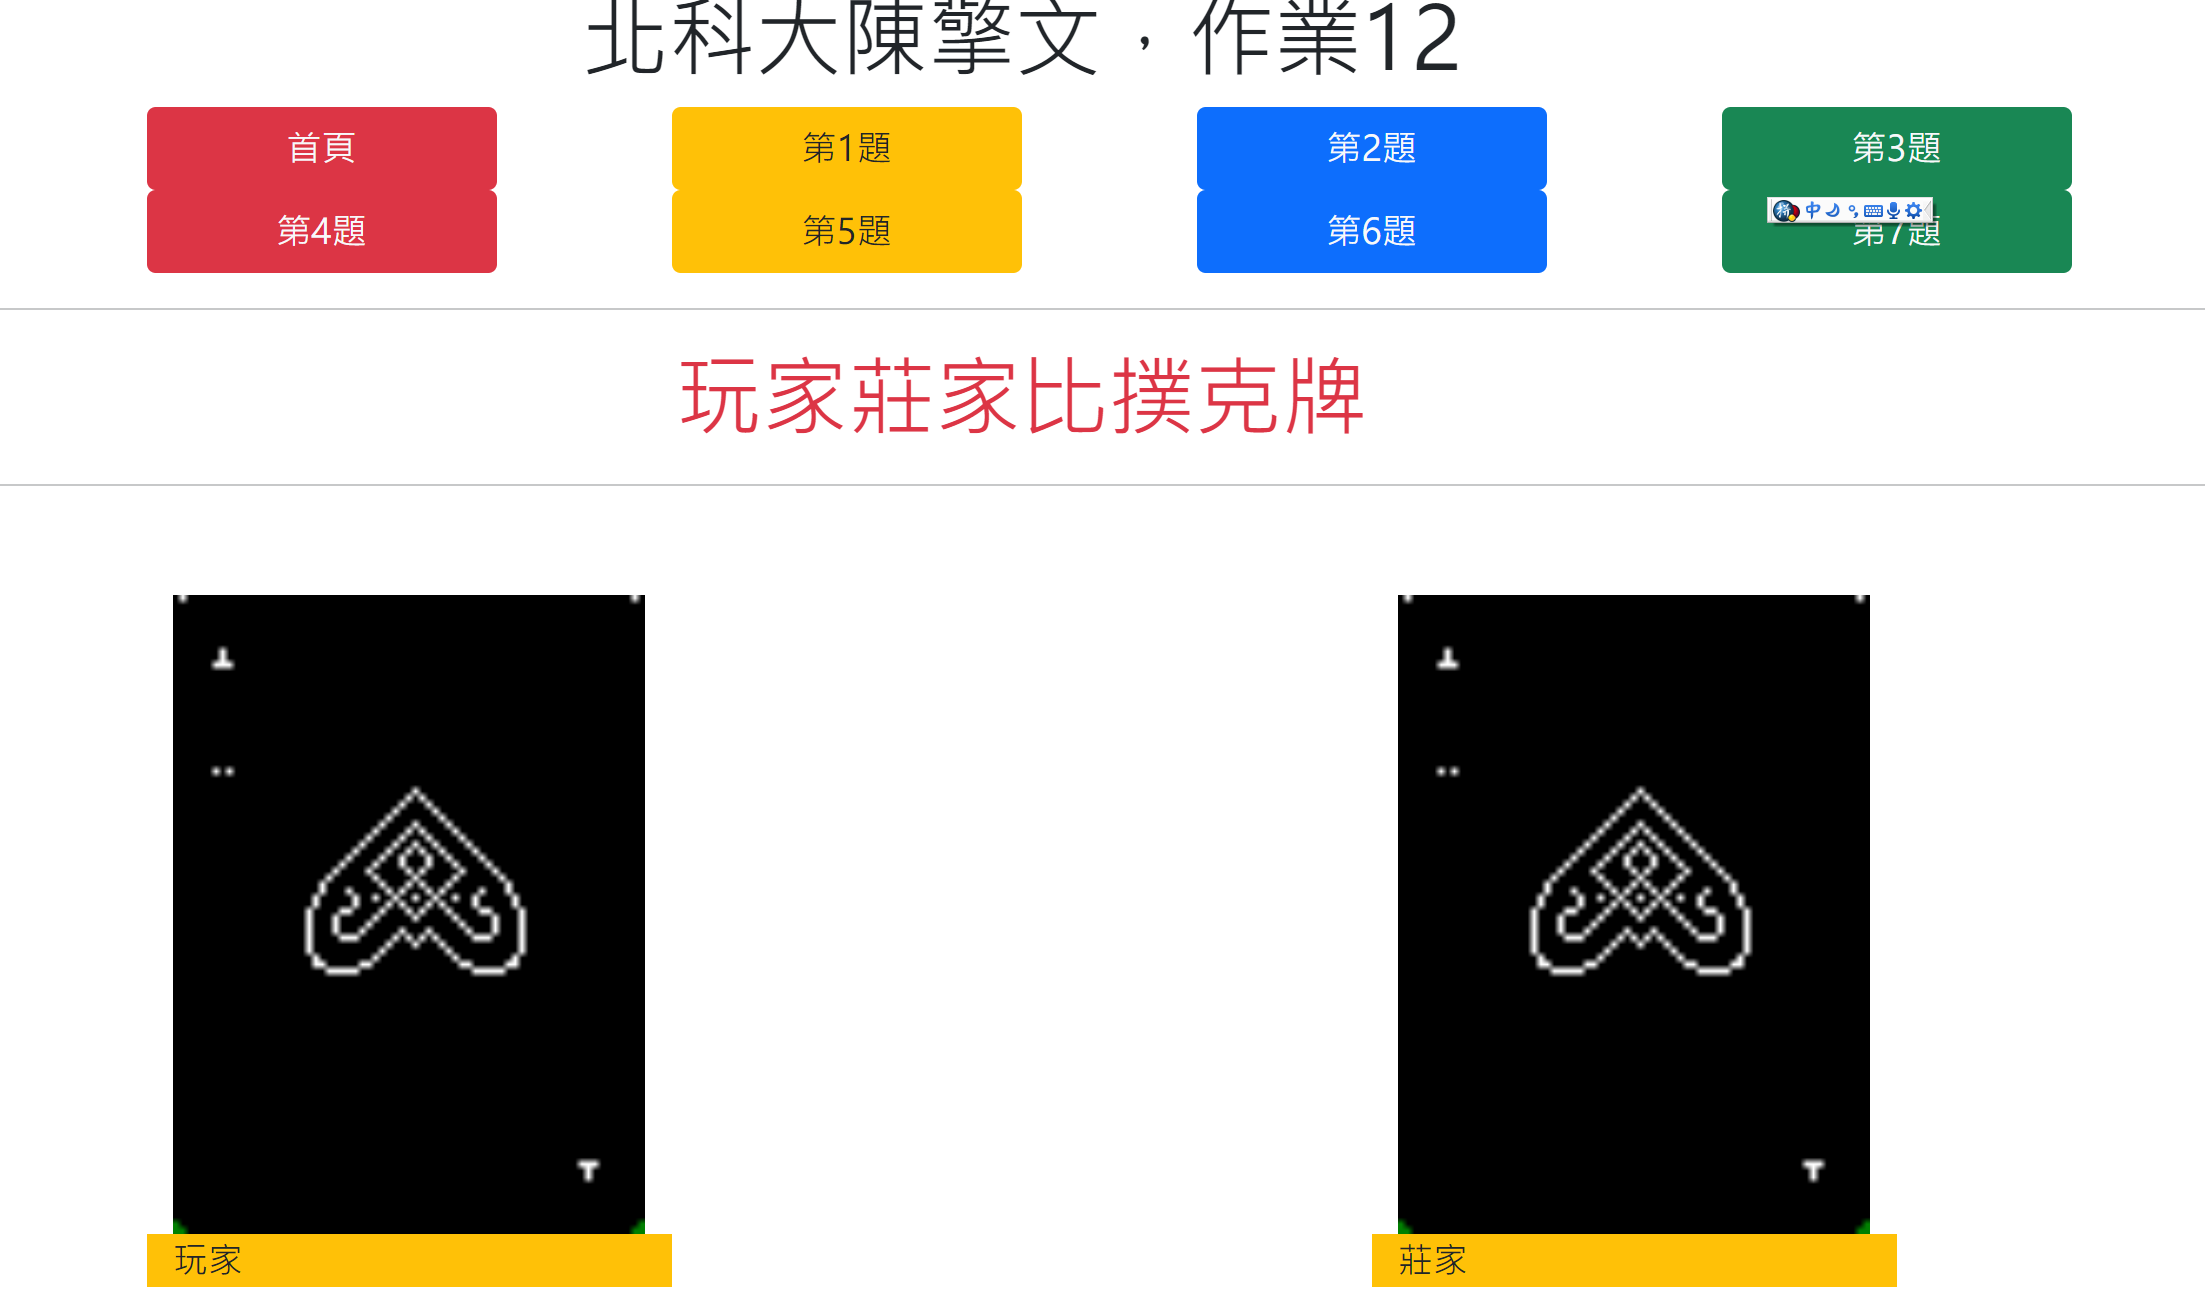 北科大陳擎文，作業12
首頁
第1題
第2題
第3題
第4題
第5題
第6題
第7題
中
玩家莊家比撲克牌
玩家
莊家